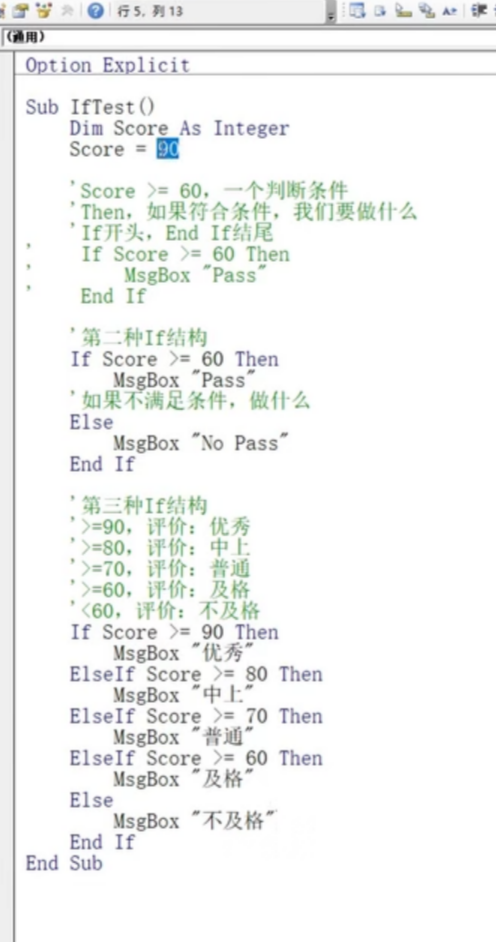 行 5, 列 13
(通用)
Option Explicit
Sub IfTest()
Dim Score As Integer
Score = 90
'Score >= 60, 一个判断条件
'Then, 如果符合条件, 我们要做什么
'If开头, End If结尾
' If Score >= 60 Then
' MsgBox "Pass"
' End If
'第二种If结构
If Score >= 60 Then
MsgBox "Pass"
'如果不满足条件, 做什么
Else
MsgBox "No Pass"
End If
'第三种If结构
'>=90, 评价: 优秀
'>=80, 评价: 中上
'>=70, 评价: 普通
'>=60, 评价: 及格
'<60, 评价: 不及格
If Score >= 90 Then
MsgBox "优秀"
ElseIf Score >= 80 Then
MsgBox "中上"
ElseIf Score >= 70 Then
MsgBox "普通"
ElseIf Score >= 60 Then
MsgBox "及格"
Else
MsgBox "不及格"
End If
End Sub